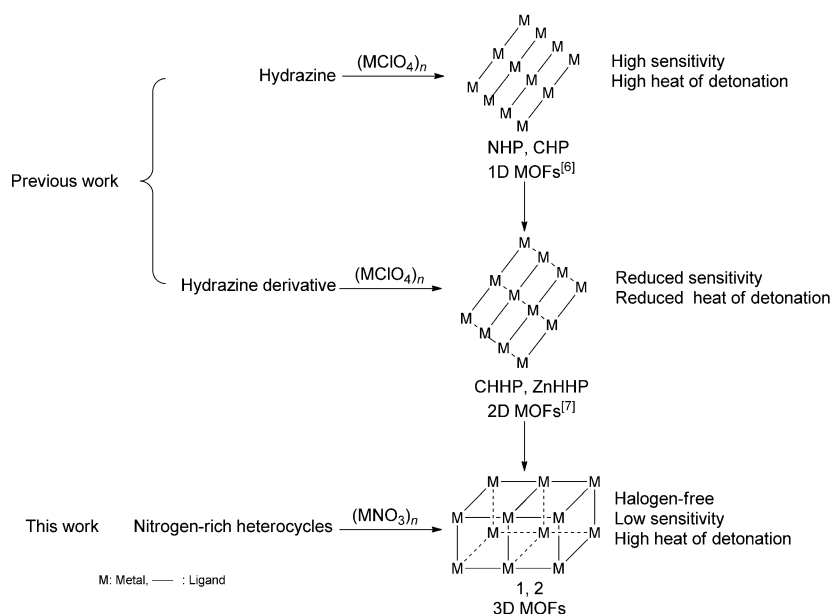 Hydrazine
(MClO4)n
M
M
M
M
M
M
M
M
M
M
M
M
High sensitivity
High heat of detonation
NHP, CHP
1D MOFs[6]
Previous work
Hydrazine derivative
(MClO4)n
M
M
M
M
M
M
M
M
M
M
M
M
Reduced sensitivity
Reduced heat of detonation
CHHP, ZnHHP
2D MOFs[7]
This work
Nitrogen-rich heterocycles
(MNO3)n
M
M
M
M
M
M
M
M
M
M
M
M
Halogen-free
Low sensitivity
High heat of detonation
M: Metal, —— : Ligand
1, 2
3D MOFs